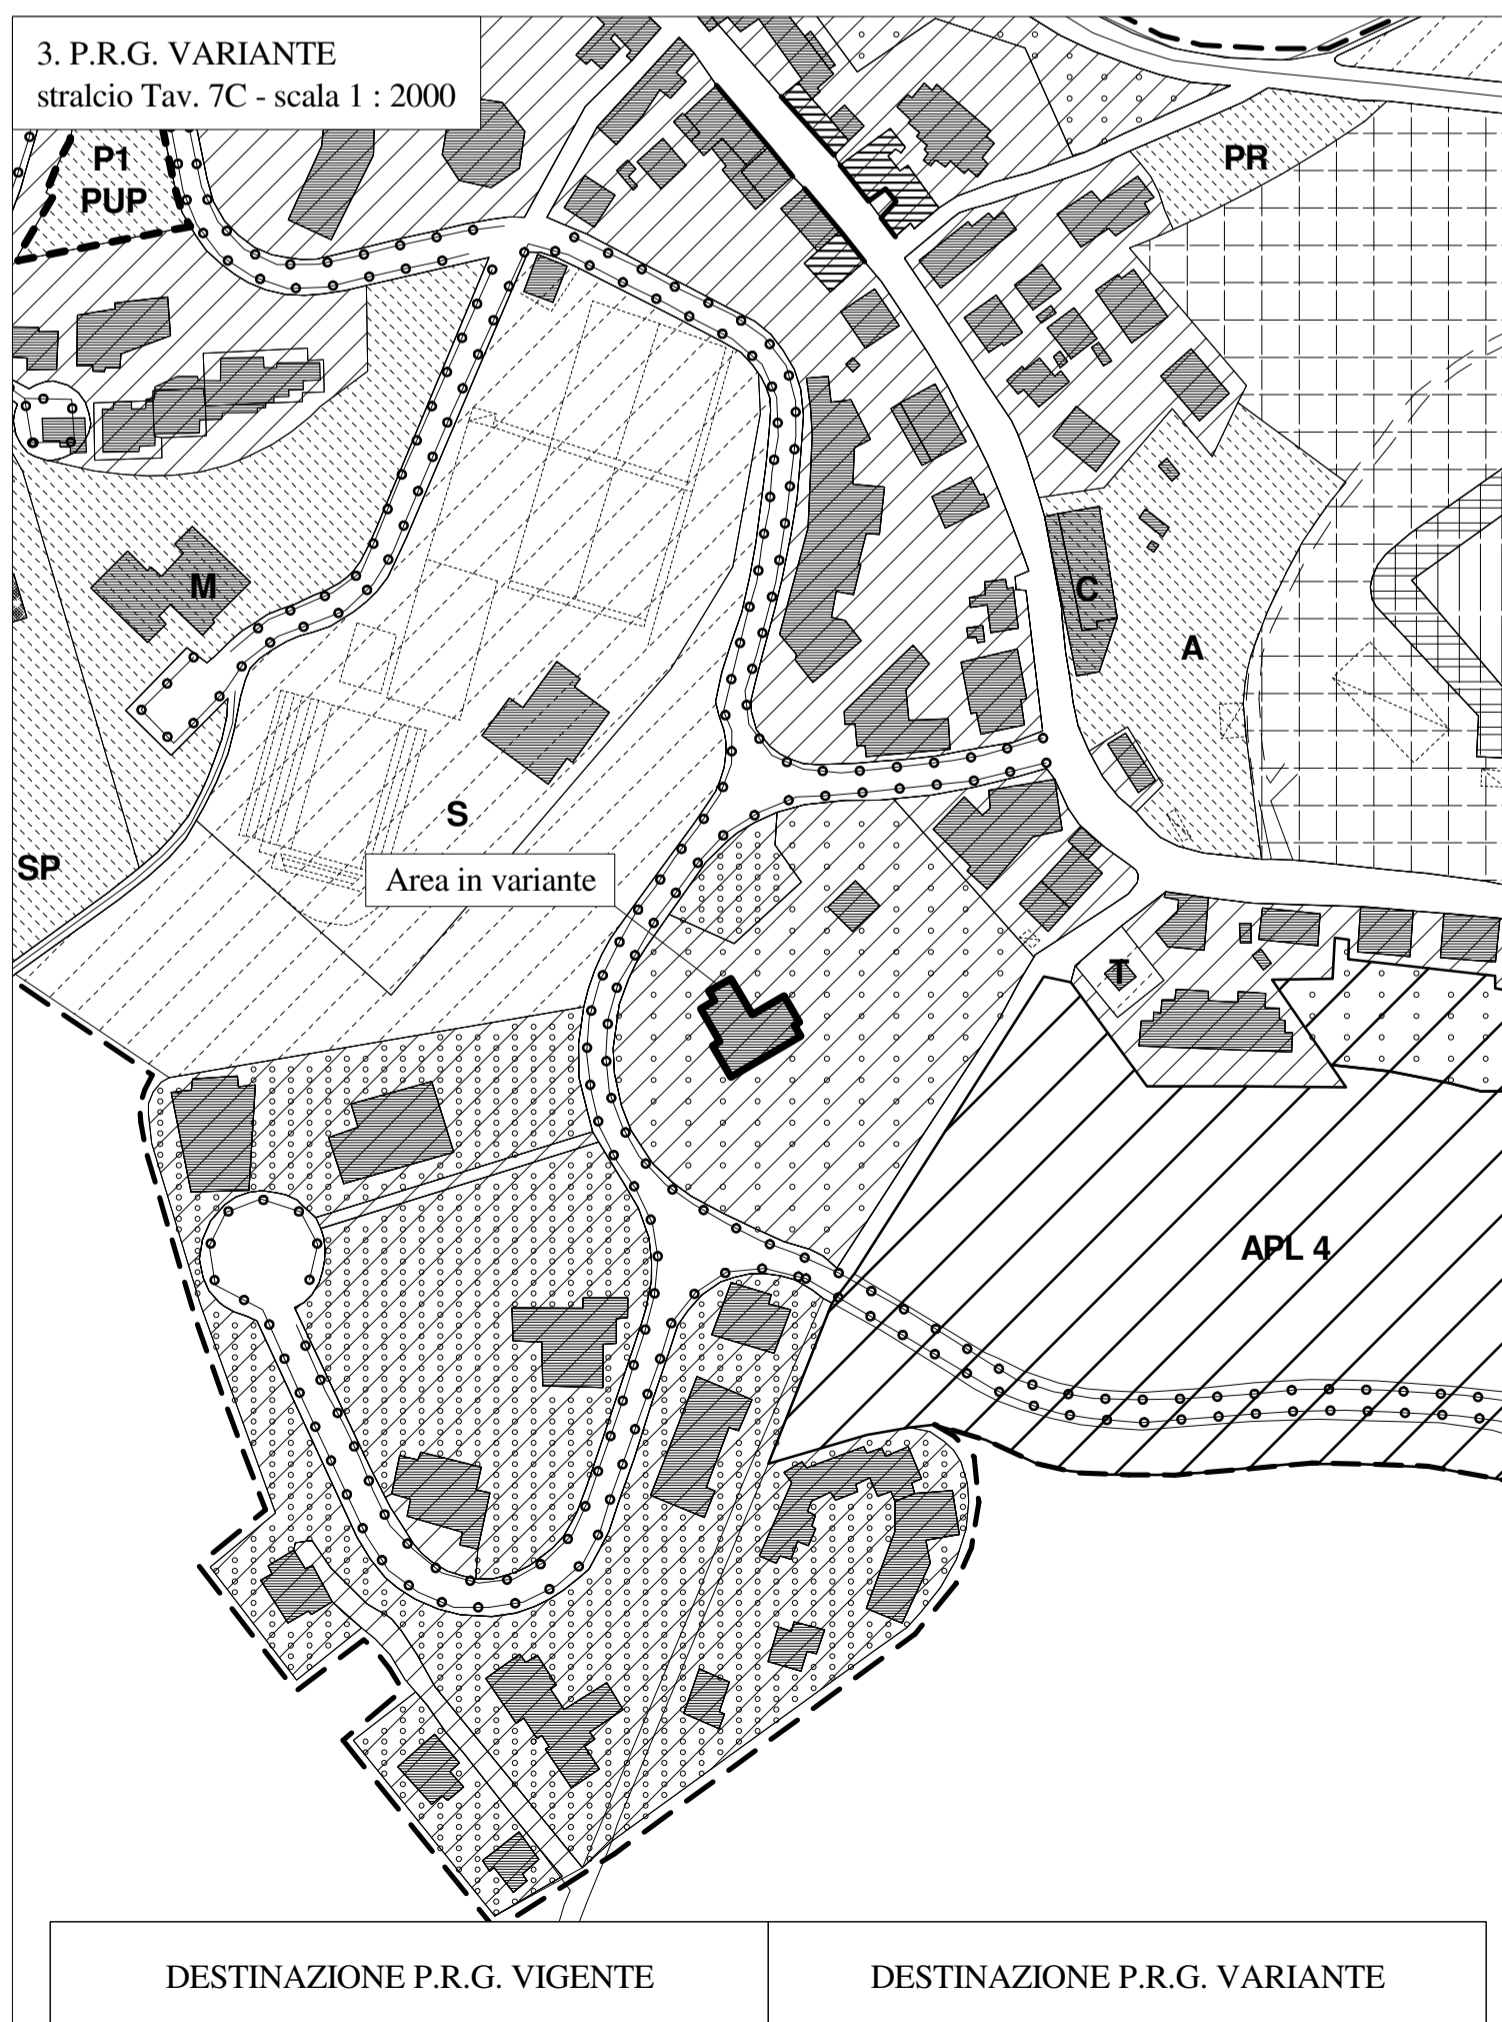 3. P.R.G. VARIANTE
stralcio Tav. 7C - scala 1 : 2000
P1
PUP
PR
M
C
A
S
SP
Area in variante
T
APL 4
DESTINAZIONE P.R.G. VIGENTE
DESTINAZIONE P.R.G. VARIANTE